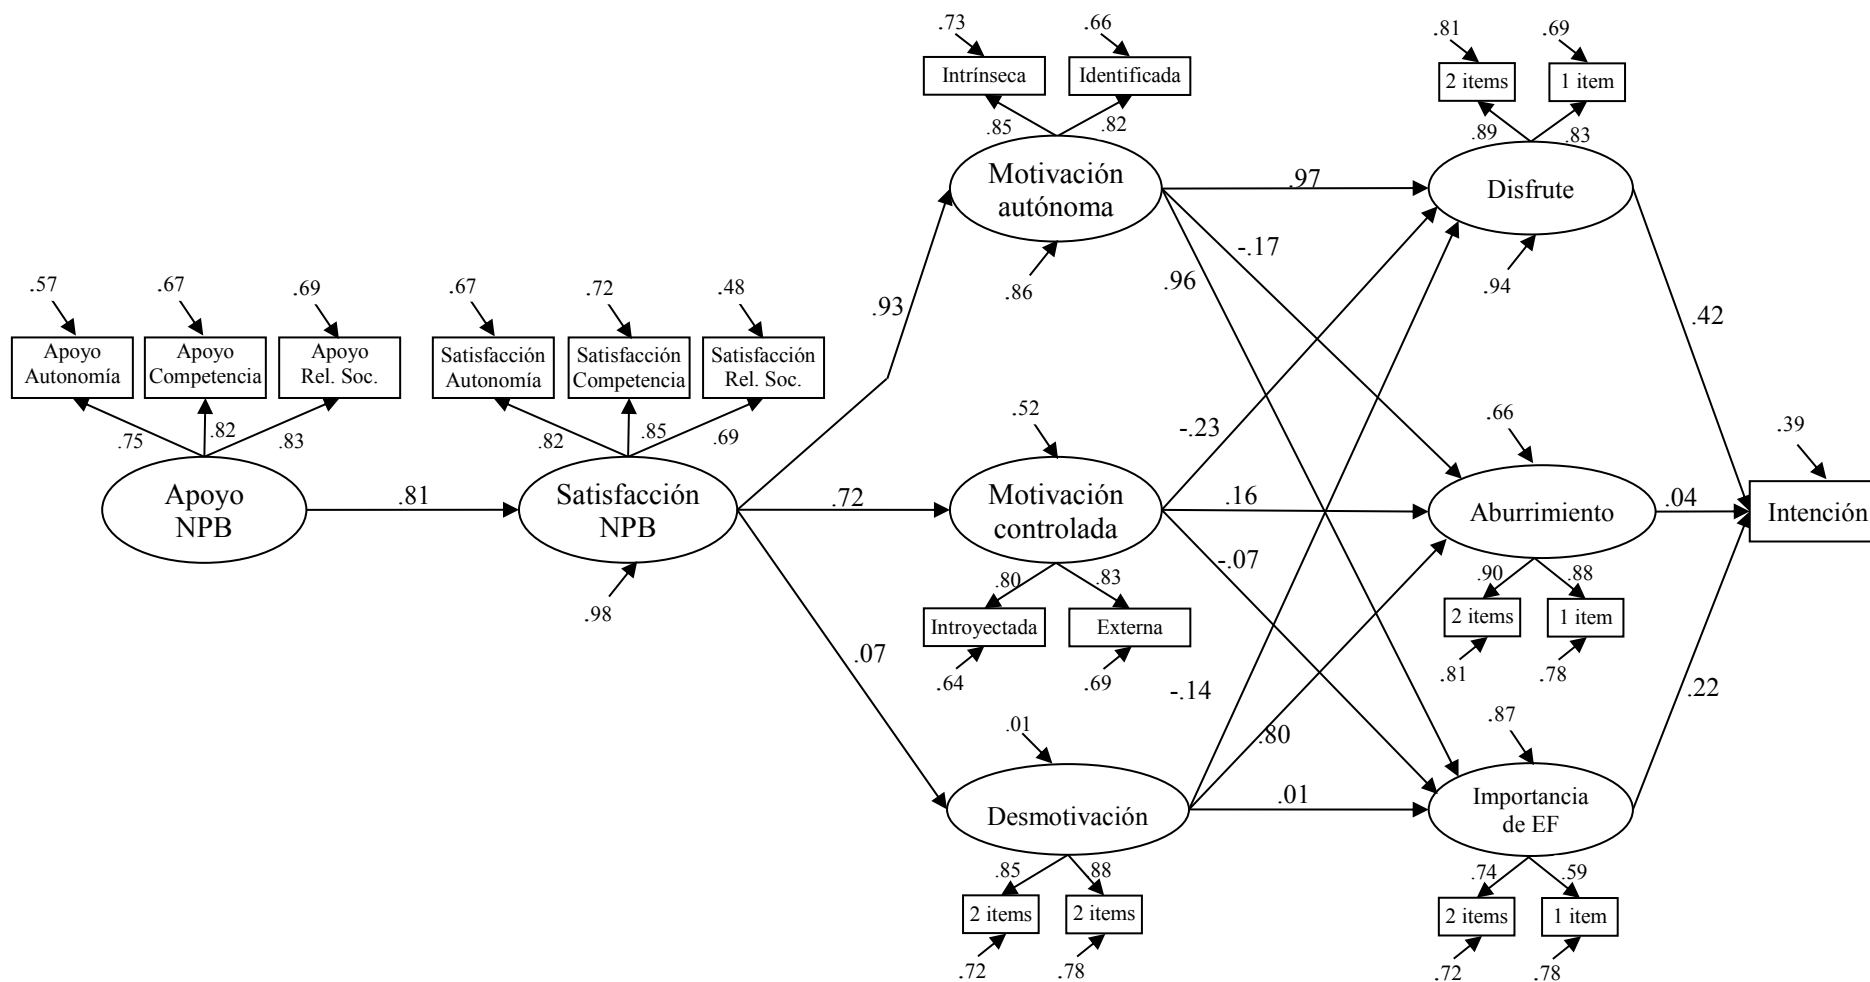 .73
.66
.81
.69
Intrínseca
Identificada
2 items
1 item
.85
.82
.89
.83
Motivación
autónoma
.97
Disfrute
-.17
.86
.96
.94
.57
.67
.69
.67
.72
.48
.93
.42
Apoyo
Autonomía
Apoyo
Competencia
Apoyo
Rel. Soc.
Satisfacción
Autonomía
Satisfacción
Competencia
Satisfacción
Rel. Soc.
.75
.82
.83
.82
.85
.69
.52
-.23
.66
.39
Apoyo
NPB
.81
Satisfacción
NPB
.72
Motivación
controlada
.16
Aburrimiento
.04
Intención
.98
-.07
.80
.83
.90
.88
Introyectada
Externa
2 items
1 item
.64
.69
.81
.78
.07
-.14
.22
.01
.80
.87
Desmotivación
.01
Importancia
de EF
.85
.88
.74
.59
2 items
2 items
2 items
1 item
.72
.78
.72
.78